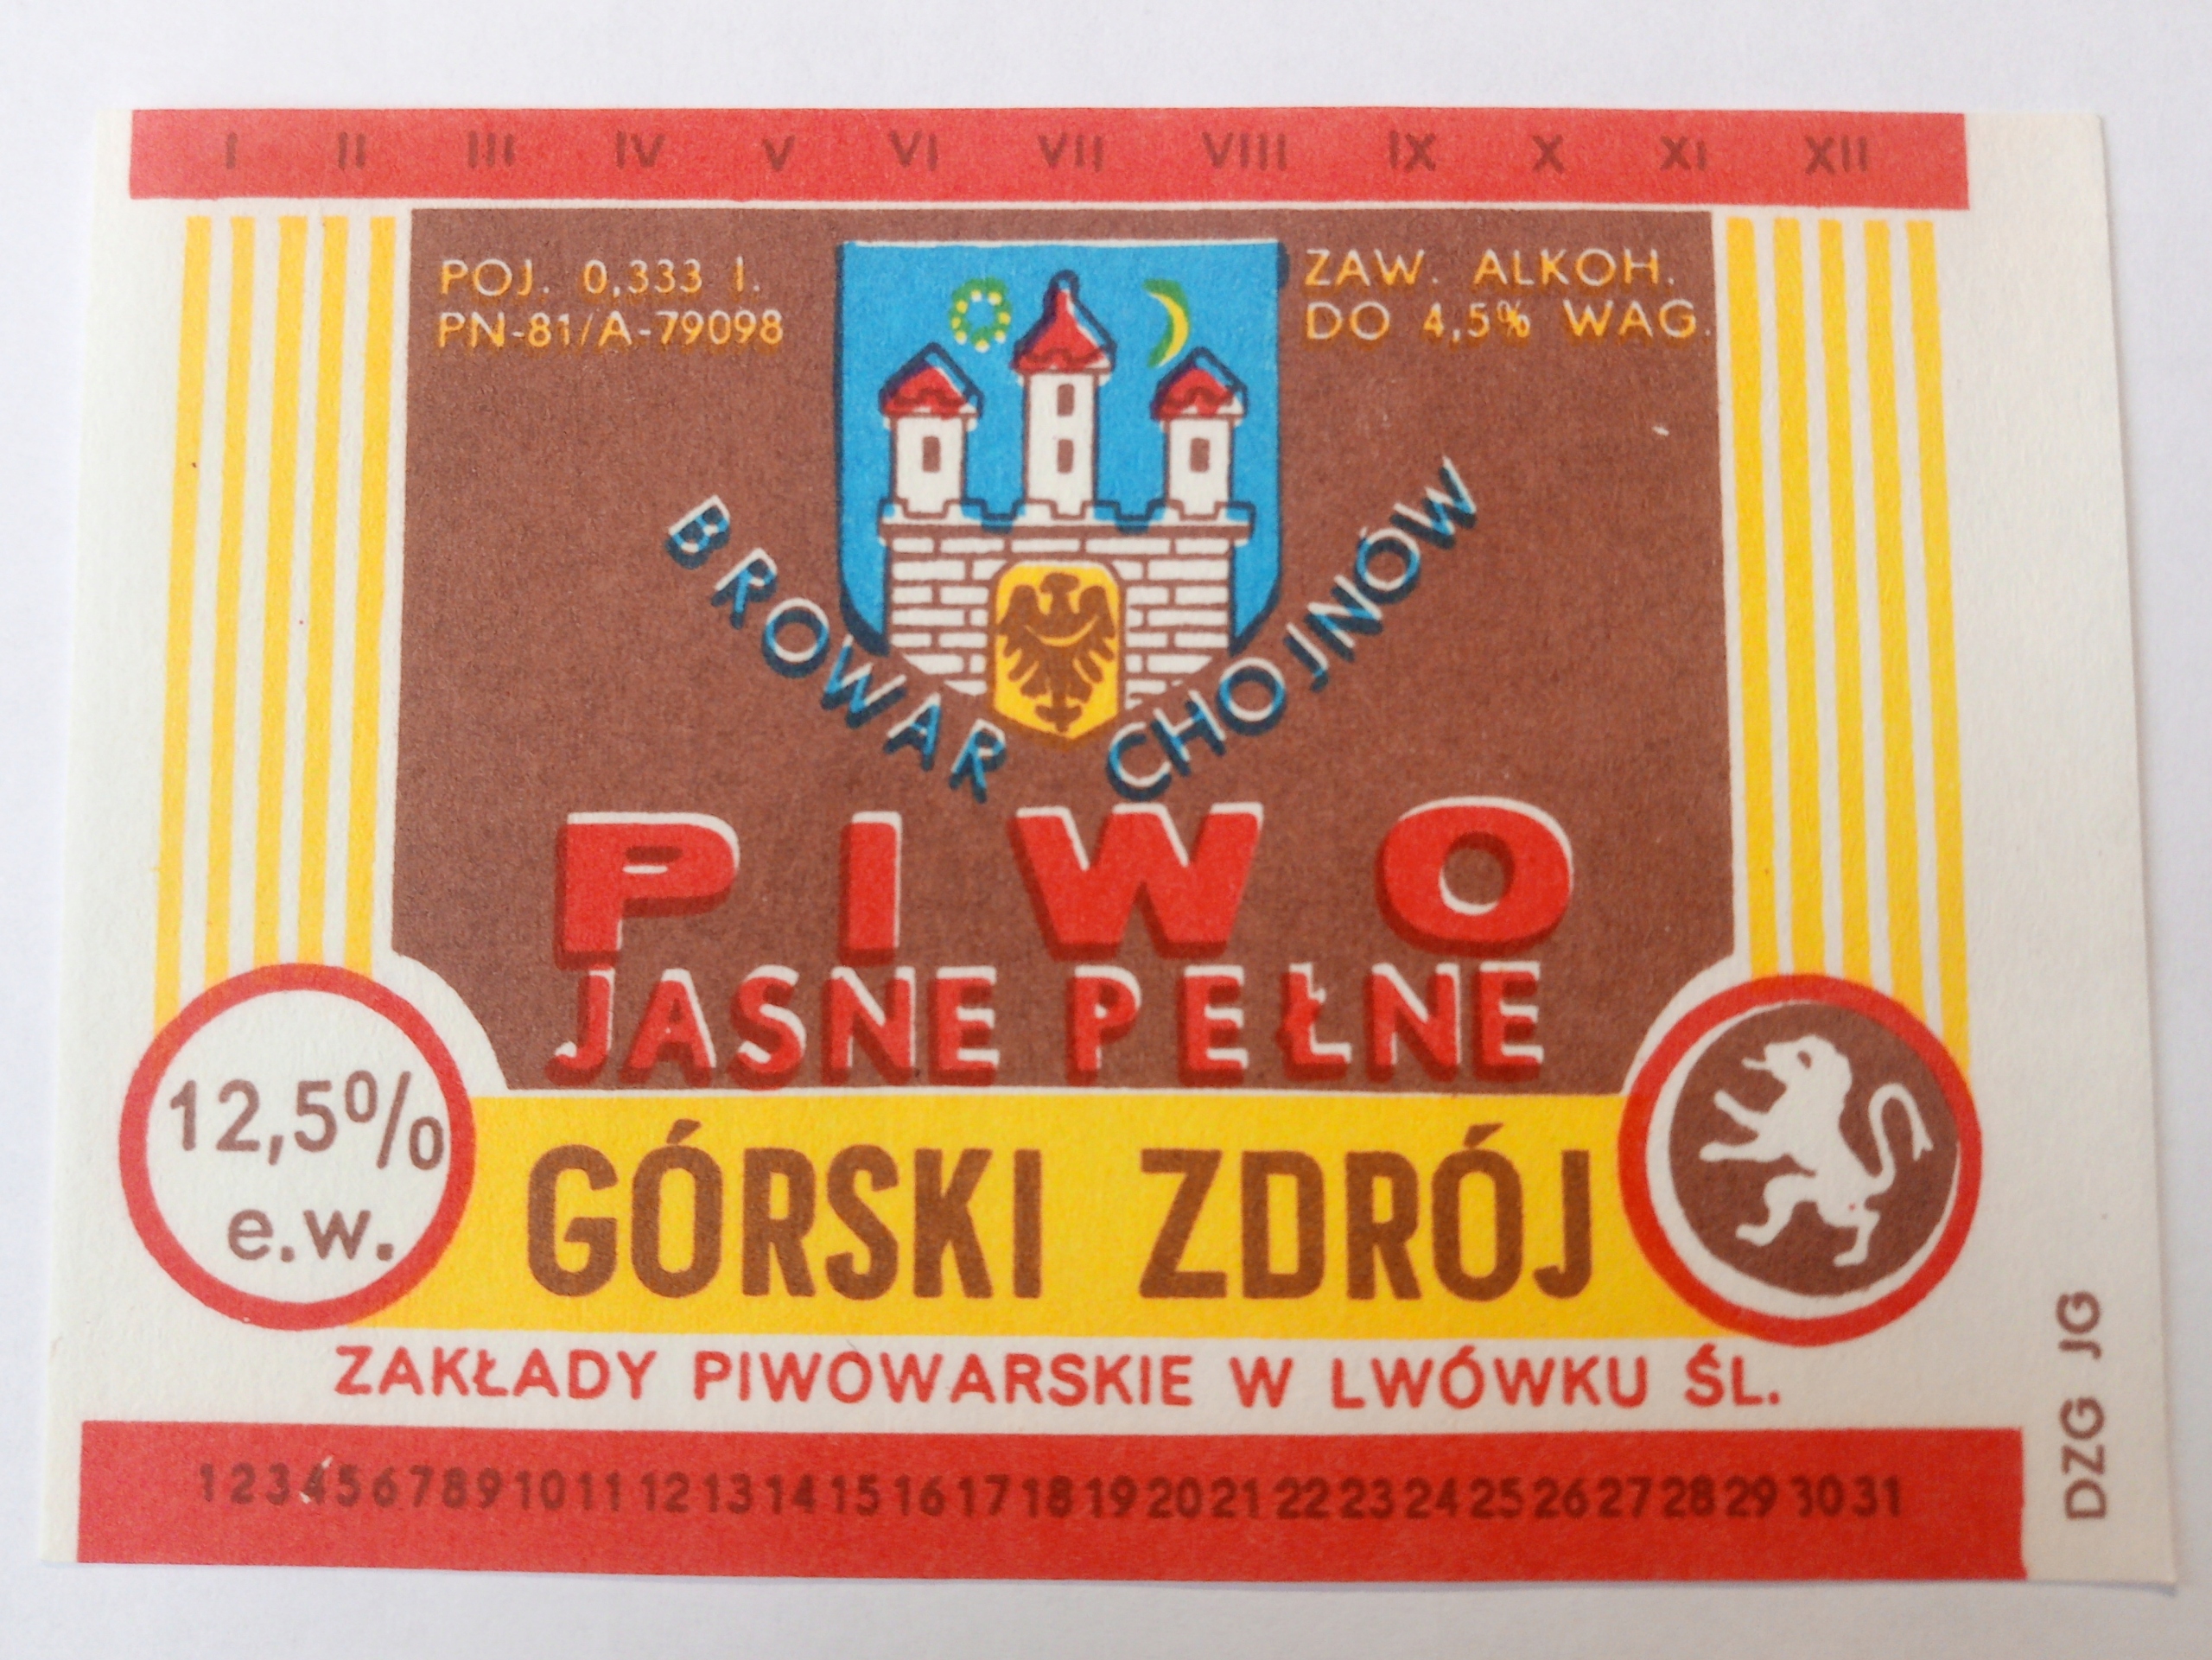 I II III IV V VI VII VIII IX X XI XII
POJ. 0,333 l.
PN-81/A-79098
ZAW. ALKOH.
DO 4,5% WAG.
BROWAR CHOJNÓW
PIWO
JASNE PEŁNE
12,5%
e.w.
GÓRSKI ZDRÓJ
ZAKŁADY PIWOWARSKIE W LWÓWKU ŚL.
1 2 3 4 5 6 7 8 9 10 11 12 13 14 15 16 17 18 19 20 21 22 23 24 25 26 27 28 29 30 31
DZG JG